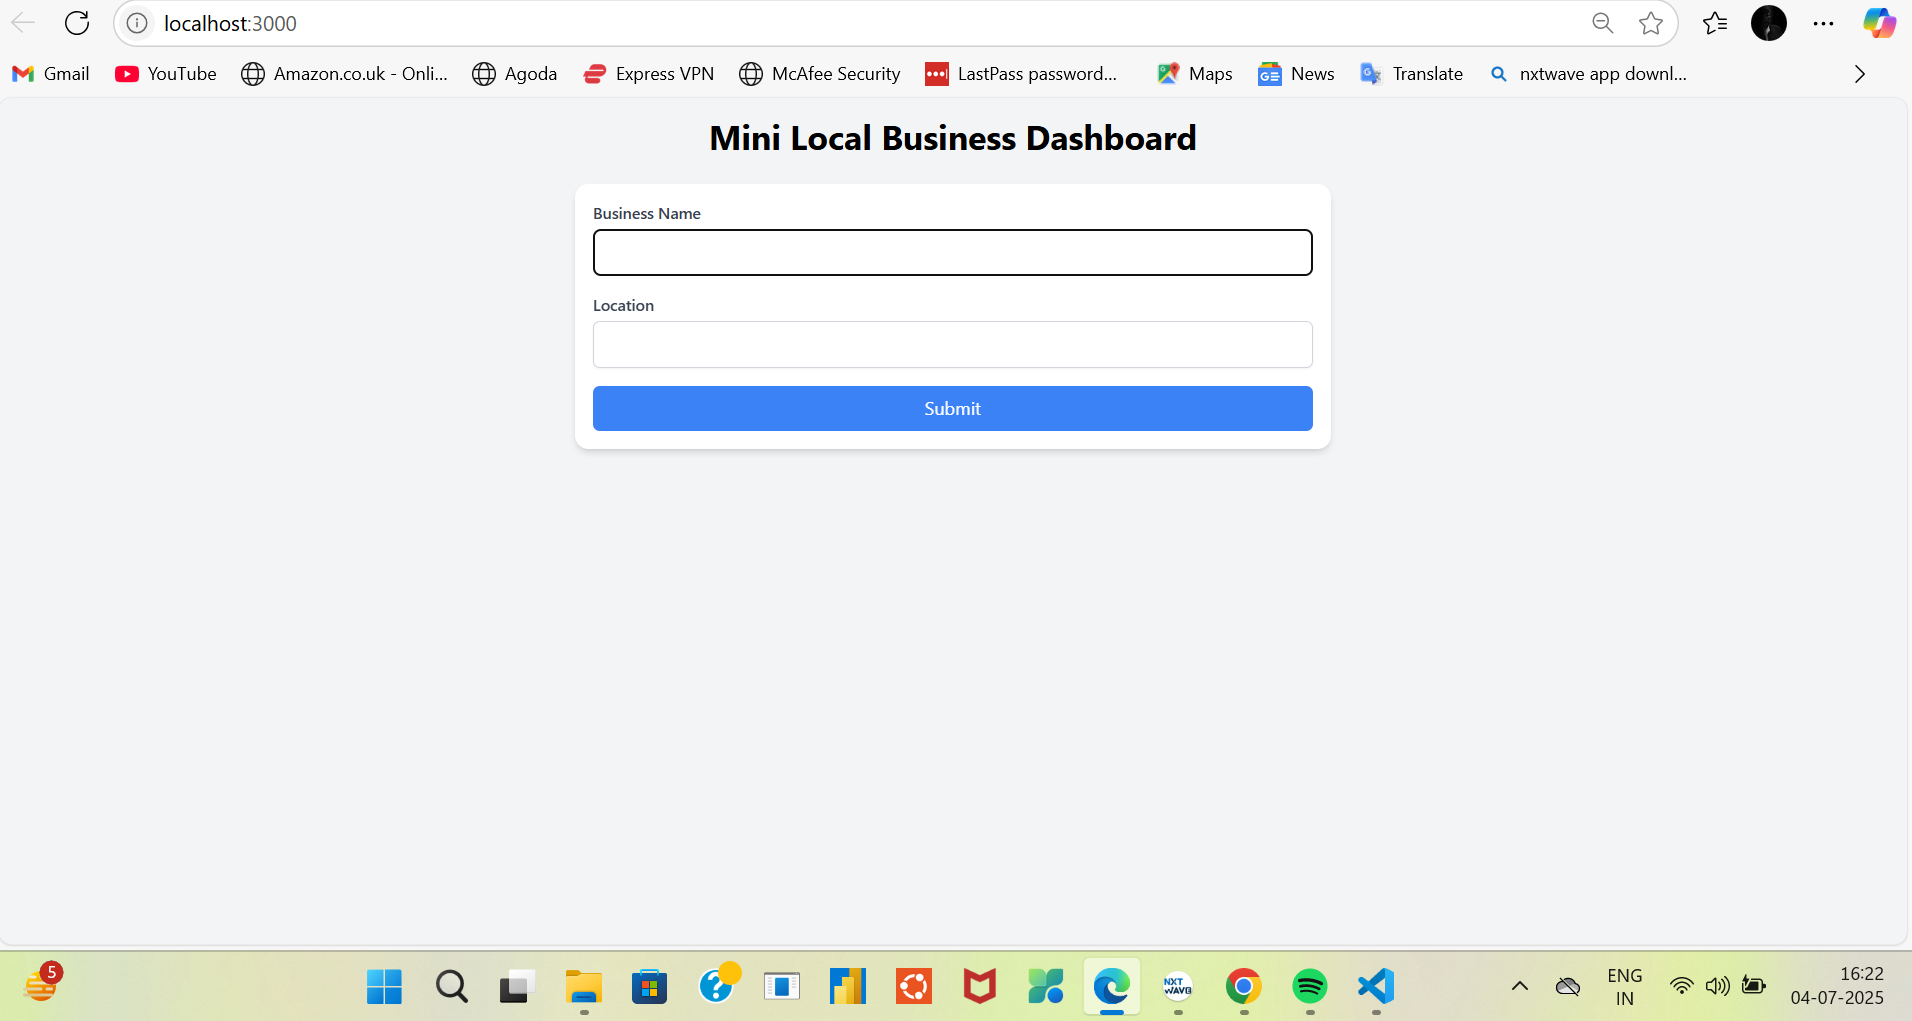 localhost:3000
Gmail YouTube Amazon.co.uk - Onli... Agoda Express VPN McAfee Security LastPass password... Maps News Translate nxtwave app downl...
Mini Local Business Dashboard
Business Name
Location
Submit
5
NXT
WAVE
ENG
IN
16:22
04-07-2025